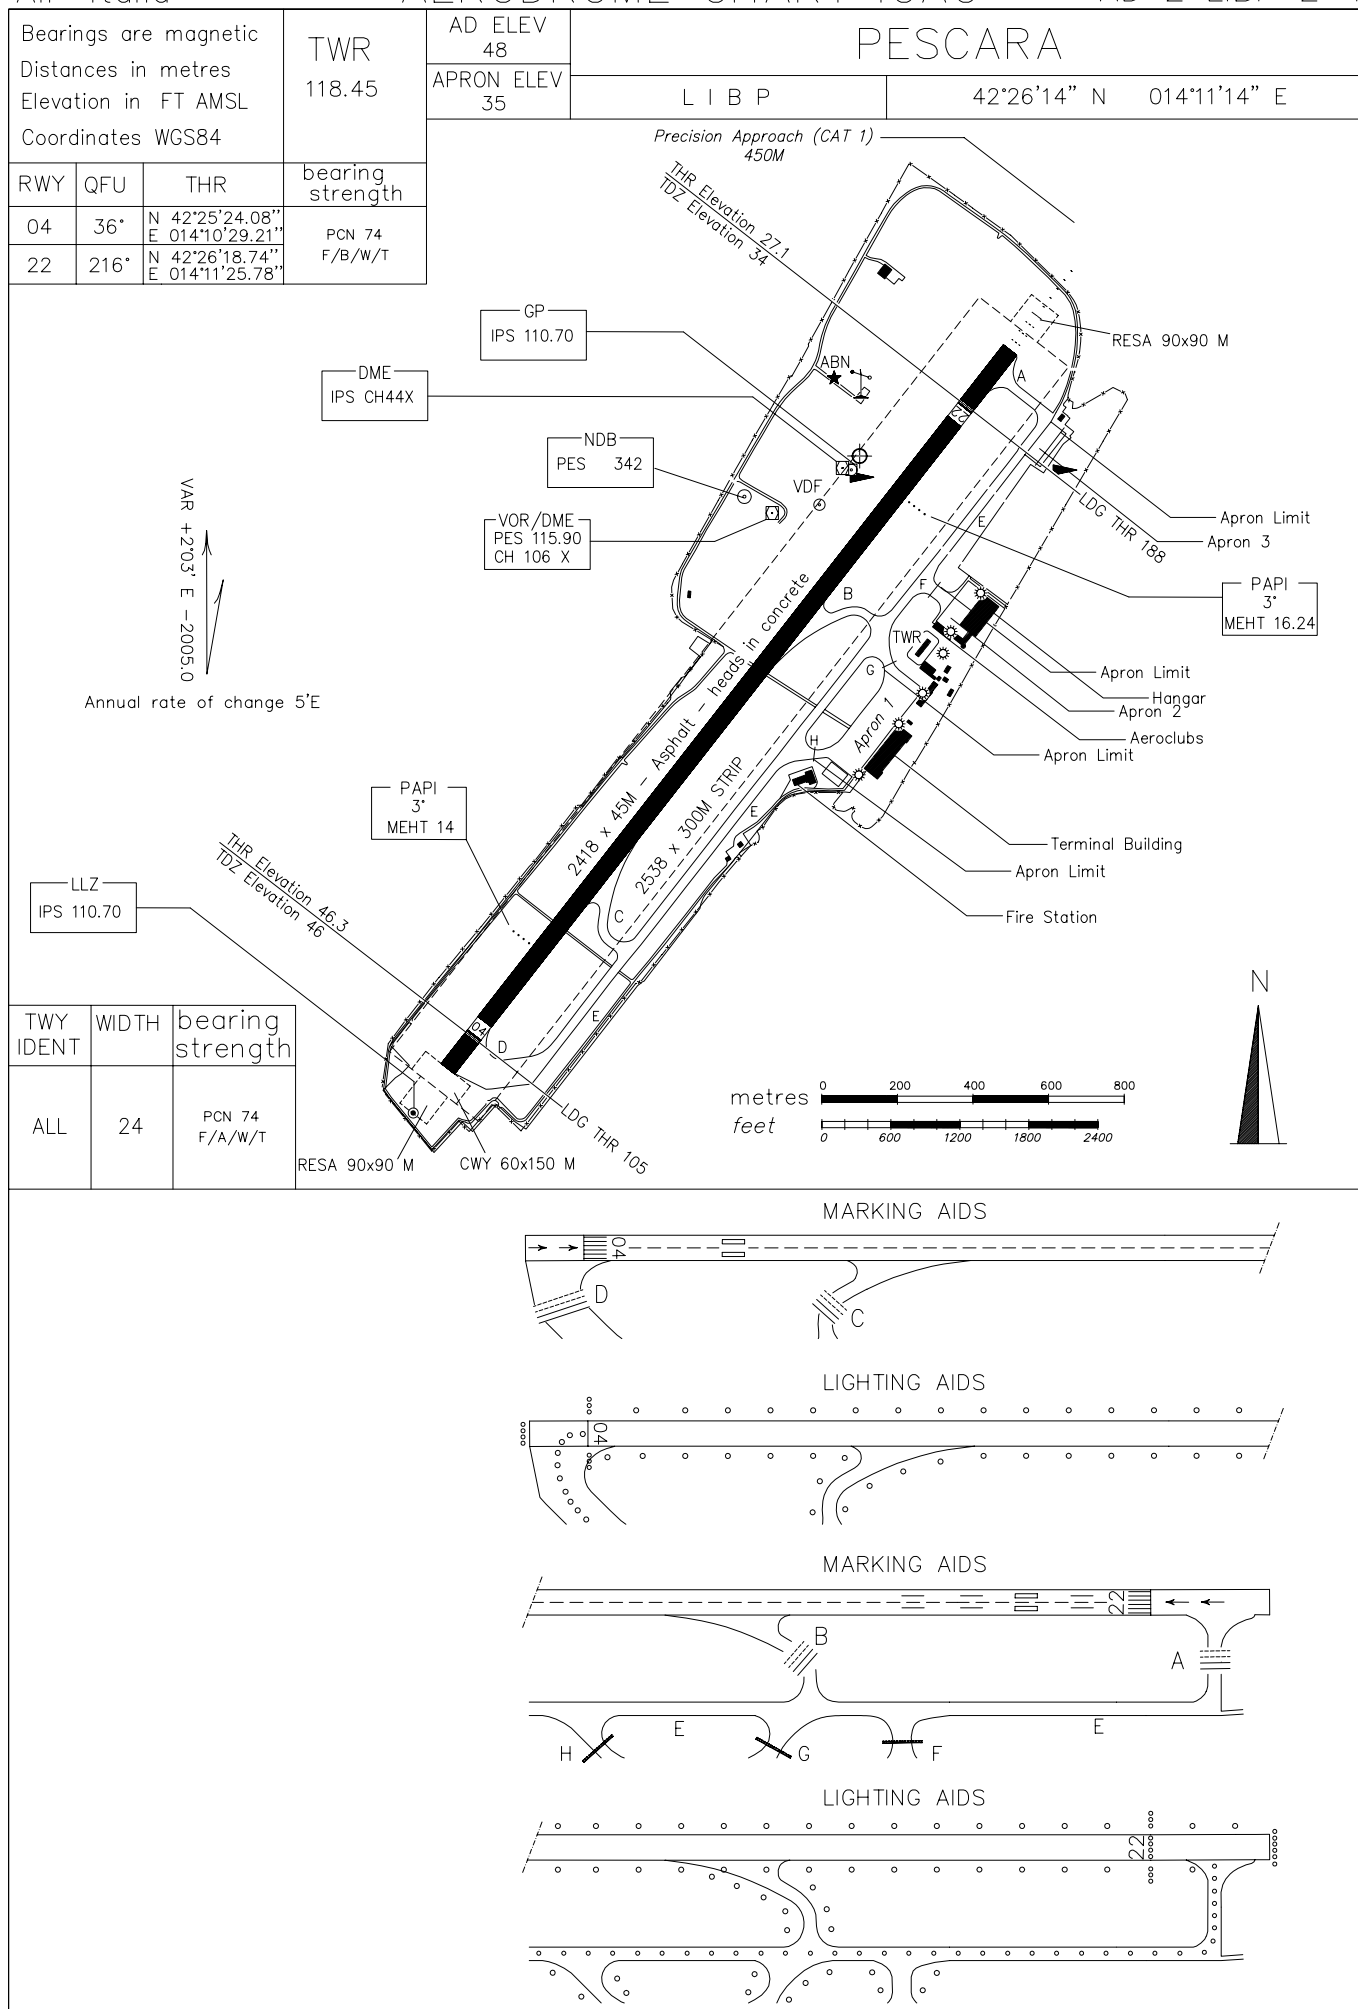 Bearings are magnetic
Distances in metres
Elevation in FT AMSL
Coordinates WGS84
TWR
118.45
AD ELEV
48
APRON ELEV
35
PESCARA
LIBP
42°26'14" N 014°11'14" E
RWY QFU THR bearing strength
04 36° N 42°25'24.08"
E 014°10'29.21"
22 216° N 42°26'18.74"
E 014°11'25.78"
PCN 74
F/B/W/T
Precision Approach (CAT 1)
450M
THR Elevation 27.1
TDZ Elevation 34
GP
IPS 110.70
DME
IPS CH44X
NDB
PES 342
VOR/DME
PES 115.90
CH 106 X
ABN
VDF
RESA 90x90 M
A
22
E
LDG THR 188
Apron Limit
Apron 3
PAPI
3°
MEHT 16.24
VAR +2°03' E -2005.0
Annual rate of change 5'E
B
F
TWR
G
H
Apron 1
Apron Limit
Hangar
Apron 2
Aeroclubs
Apron Limit
2418 x 45M - Asphalt - heads in concrete
2538 x 300M STRIP
E
Terminal Building
Apron Limit
Fire Station
PAPI
3°
MEHT 14
THR Elevation 46.3
TDZ Elevation 46
LLZ
IPS 110.70
C
04
D
E
LDG THR 105
RESA 90x90 M
CWY 60x150 M
TWY IDENT WIDTH bearing strength
ALL 24 PCN 74
F/A/W/T
N
metres 0 200 400 600 800
feet 0 600 1200 1800 2400
MARKING AIDS
04
D
C
LIGHTING AIDS
04
MARKING AIDS
22
B
A
E
E
H
G
F
LIGHTING AIDS
22